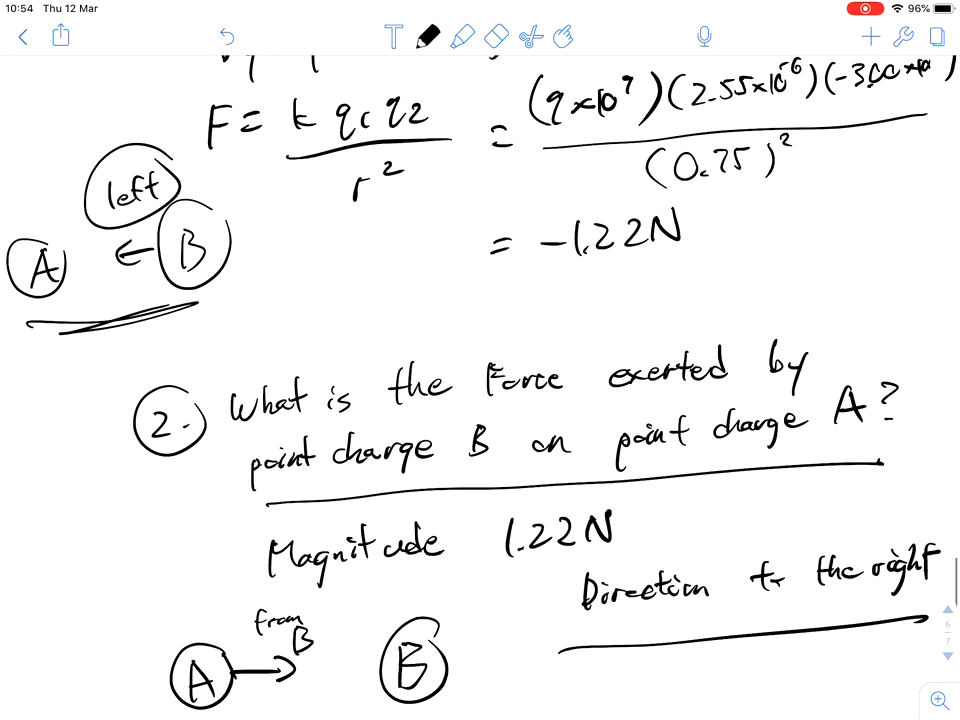 10:54 Thu 12 Mar
96%
T
F = k q1 q2 / r² = (9×10⁹)(2.55×10⁻⁶)(-3.00×10 ) / (0.75)²
left
A ← B
= -1.22N
2. What is the Force exerted by
point charge B on point charge A?
Magnitude 1.22N
Direction to the right
from
B
A → B
6
7